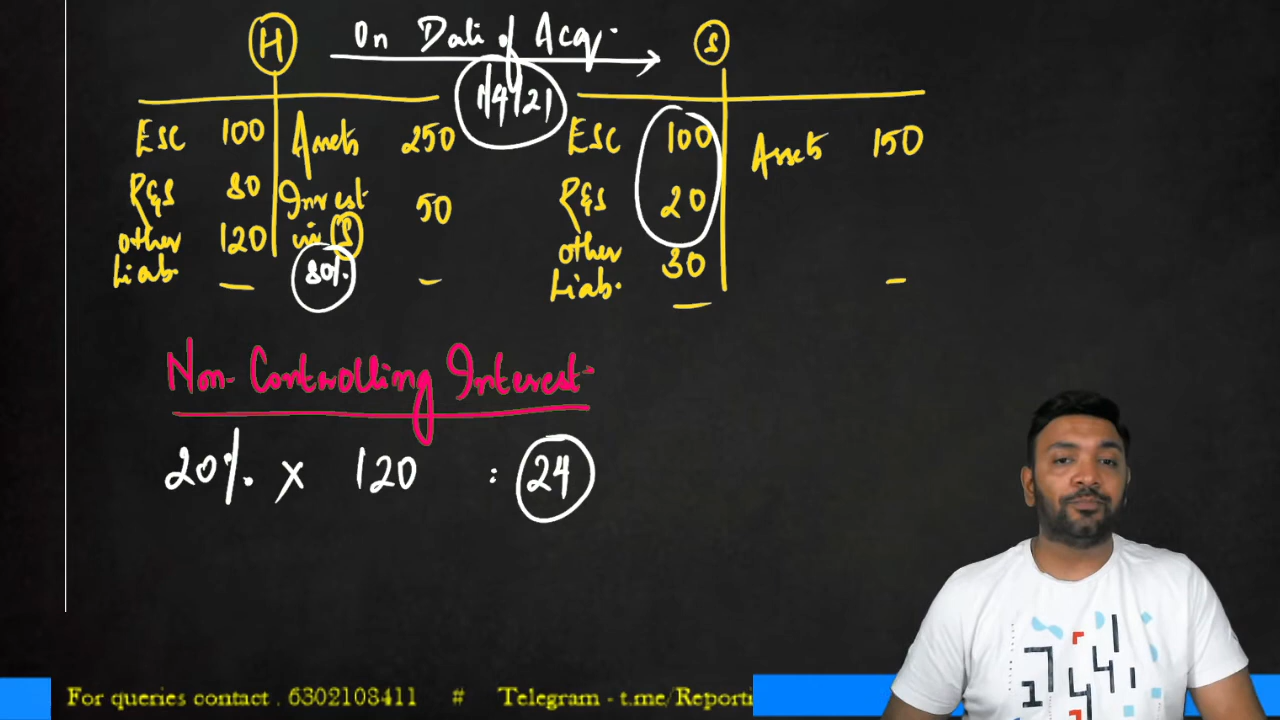 H On Date of Acq. S
1/4/21
ESC 100 Assets 250 ESC 100 Assets 150
R&S 80 Invest 50 R&S 20
other 120 in S other 30
Liab. 80% Liab.
Non-Controlling Interest
20% x 120 : 24
For queries contact . 6302108411 # Telegram - t.me/Reporti